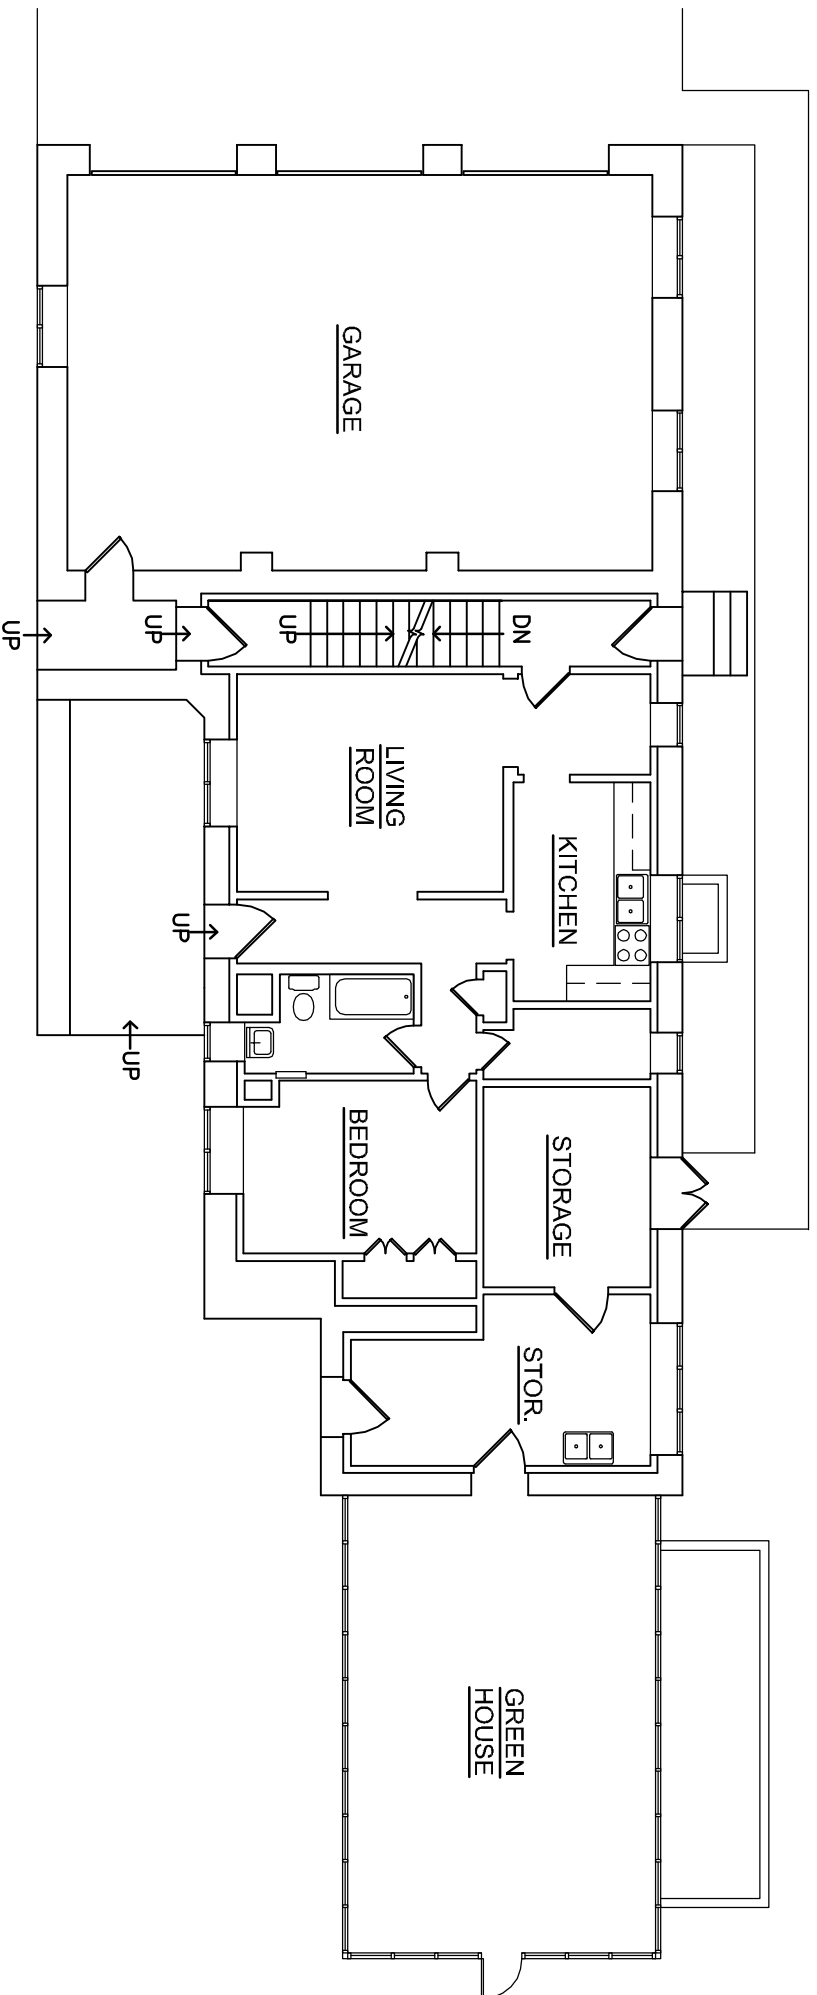 GARAGE
UP
UP
UP
DN
LIVING
ROOM
KITCHEN
UP
UP
BEDROOM
STORAGE
STOR.
GREEN
HOUSE